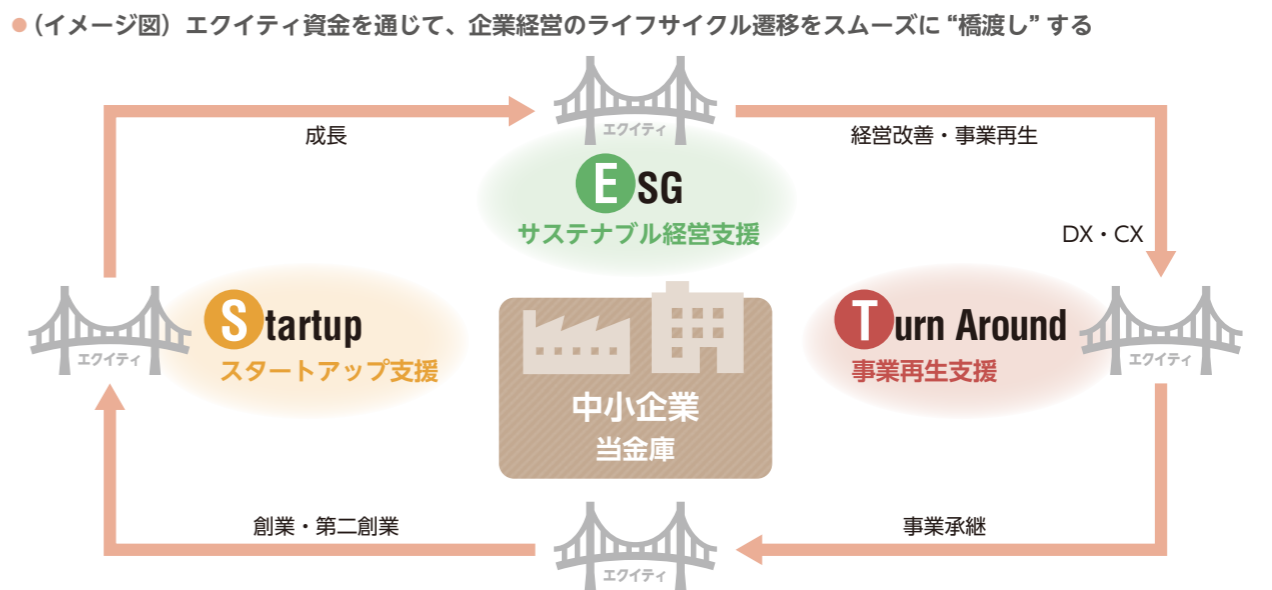 ●（イメージ図）エクイティ資金を通じて、企業経営のライフサイクル遷移をスムーズに“橋渡し”する
エクイティ
成長
経営改善・事業再生
ESG
サステナブル経営支援
DX・CX
Startup
スタートアップ支援
エクイティ
Turn Around
事業再生支援
エクイティ
中小企業
当金庫
創業・第二創業
事業承継
エクイティ